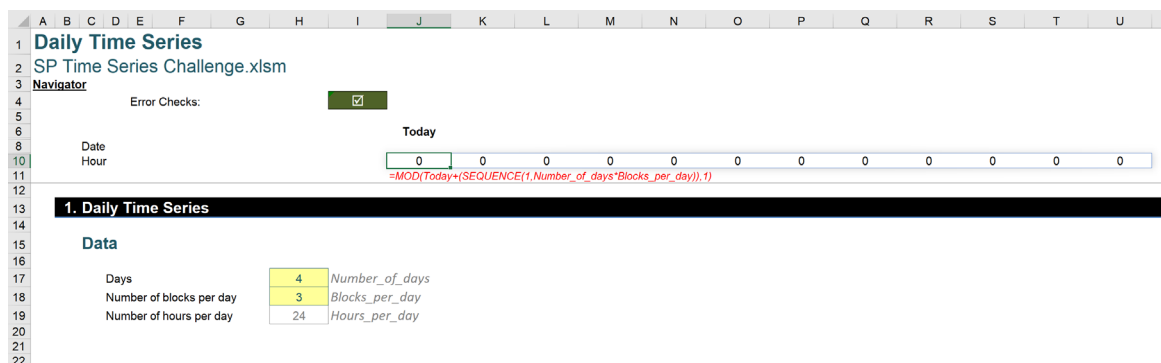 A B C D E F G H I J K L M N O P Q R S T U
1 Daily Time Series
2 SP Time Series Challenge.xlsm
3 Navigator
4 Error Checks:
5
6 Today
8 Date
10 Hour 0 0 0 0 0 0 0 0 0 0 0 0
11 =MOD(Today+(SEQUENCE(1,Number_of_days*Blocks_per_day)),1)
12
13 1. Daily Time Series
14
15 Data
16
17 Days 4 Number_of_days
18 Number of blocks per day 3 Blocks_per_day
19 Number of hours per day 24 Hours_per_day
20
21
22